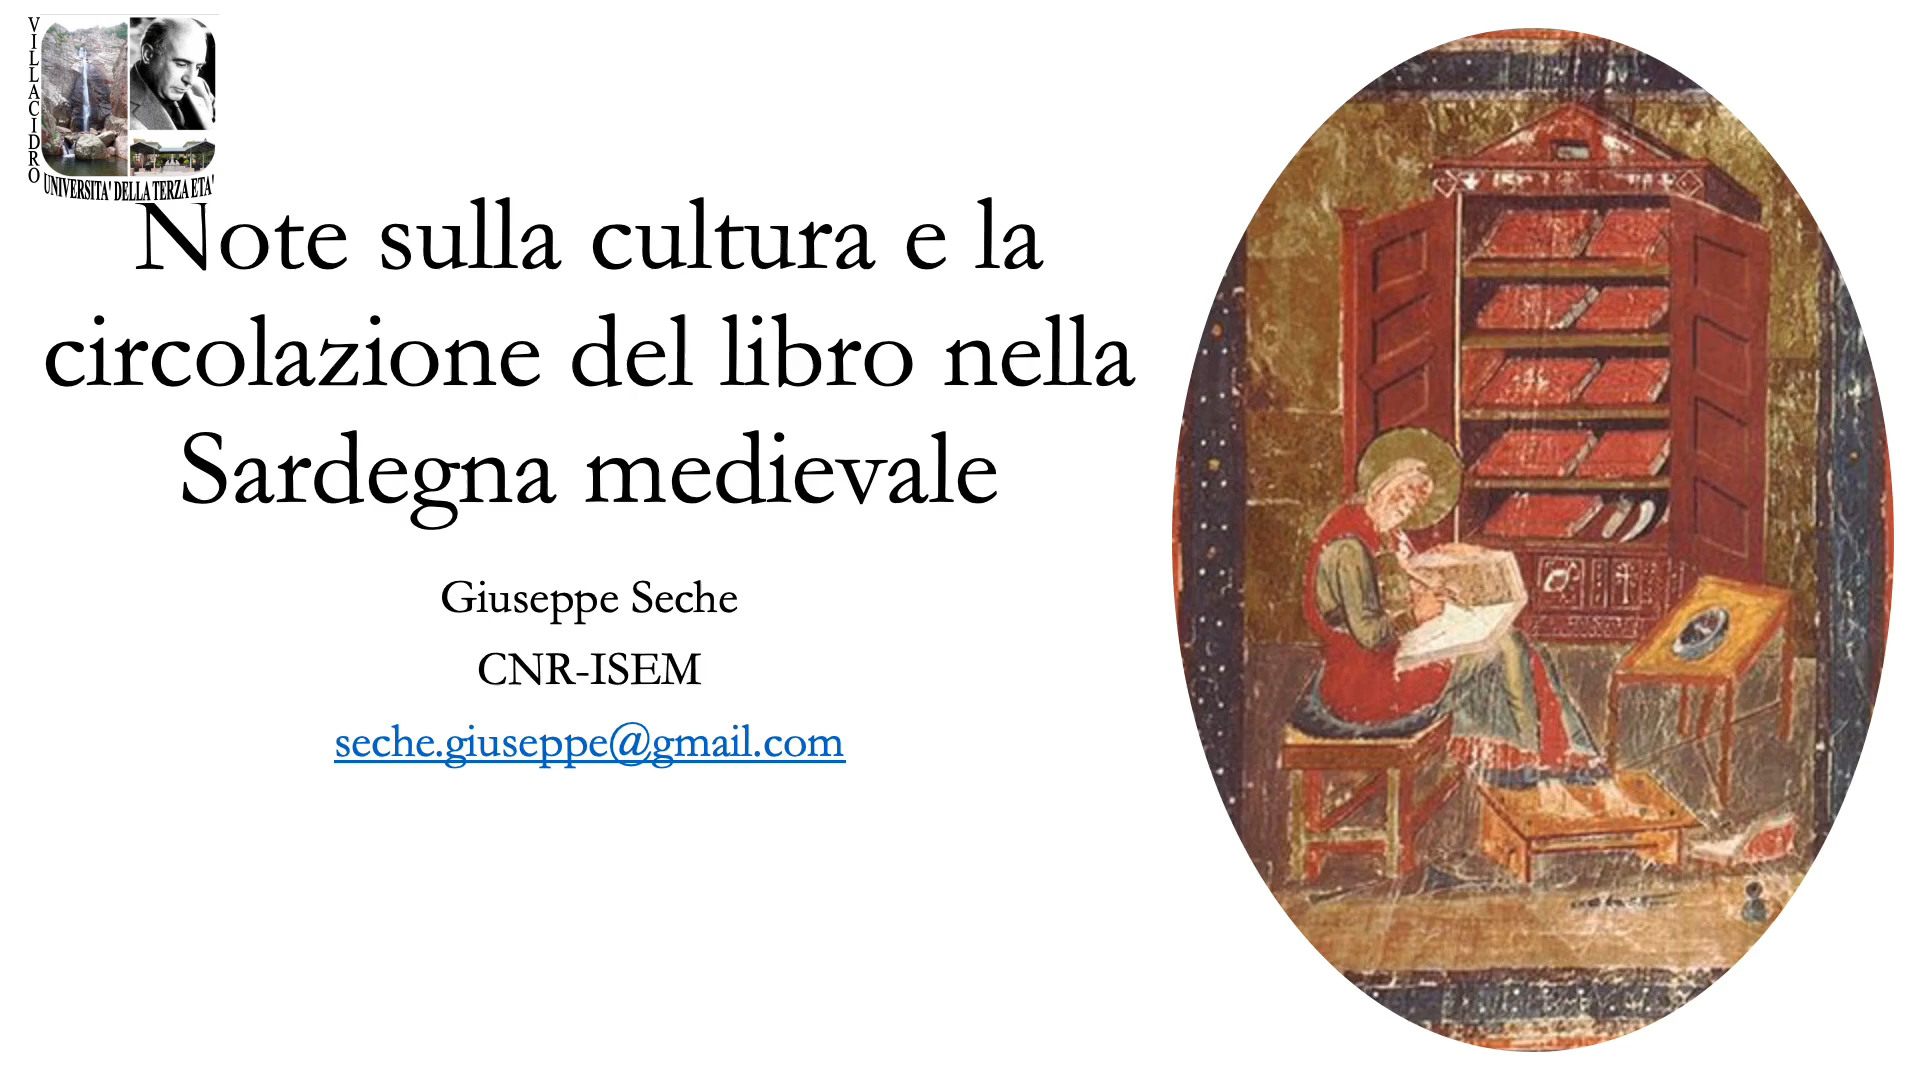 VILLACIDRO
UNIVERSITA' DELLA TERZA ETA'
Note sulla cultura e la
circolazione del libro nella
Sardegna medievale
Giuseppe Seche
CNR-ISEM
seche.giuseppe@gmail.com